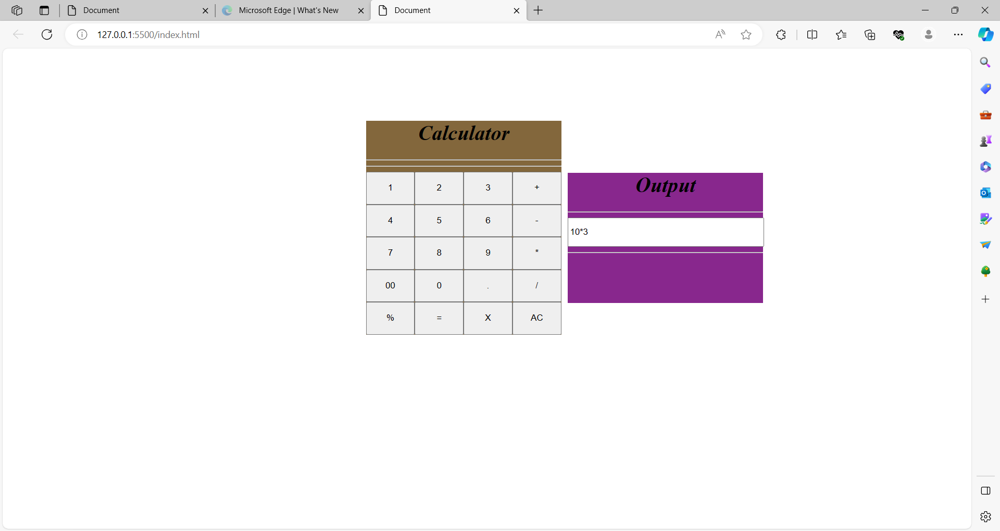 Document
Microsoft Edge | What's New
Document
127.0.0.1:5500/index.html
Calculator
1 2 3 +
4 5 6 -
7 8 9 *
00 0 . /
% = X AC
Output
10*3